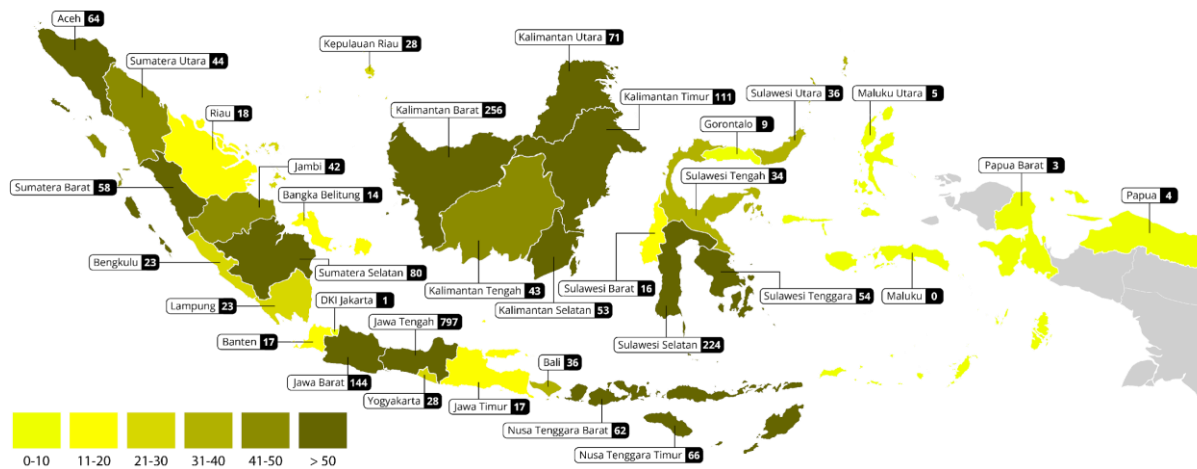 Aceh 64
Kalimantan Utara 71
Kepulauan Riau 28
Sumatera Utara 44
Kalimantan Timur 111
Sulawesi Utara 36
Maluku Utara 5
Kalimantan Barat 256
Riau 18
Gorontalo 9
Papua Barat 3
Jambi 42
Sulawesi Tengah 34
Sumatera Barat 58
Bangka Belitung 14
Papua 4
Bengkulu 23
Sumatera Selatan 80
Kalimantan Tengah 43
Sulawesi Barat 16
Sulawesi Tenggara 54
Maluku 0
DKI Jakarta 1
Lampung 23
Kalimantan Selatan 53
Jawa Tengah 797
Banten 17
Sulawesi Selatan 224
Bali 36
Jawa Barat 144
Yogyakarta 28
Jawa Timur 17
Nusa Tenggara Barat 62
Nusa Tenggara Timur 66
0-10 11-20 21-30 31-40 41-50 > 50